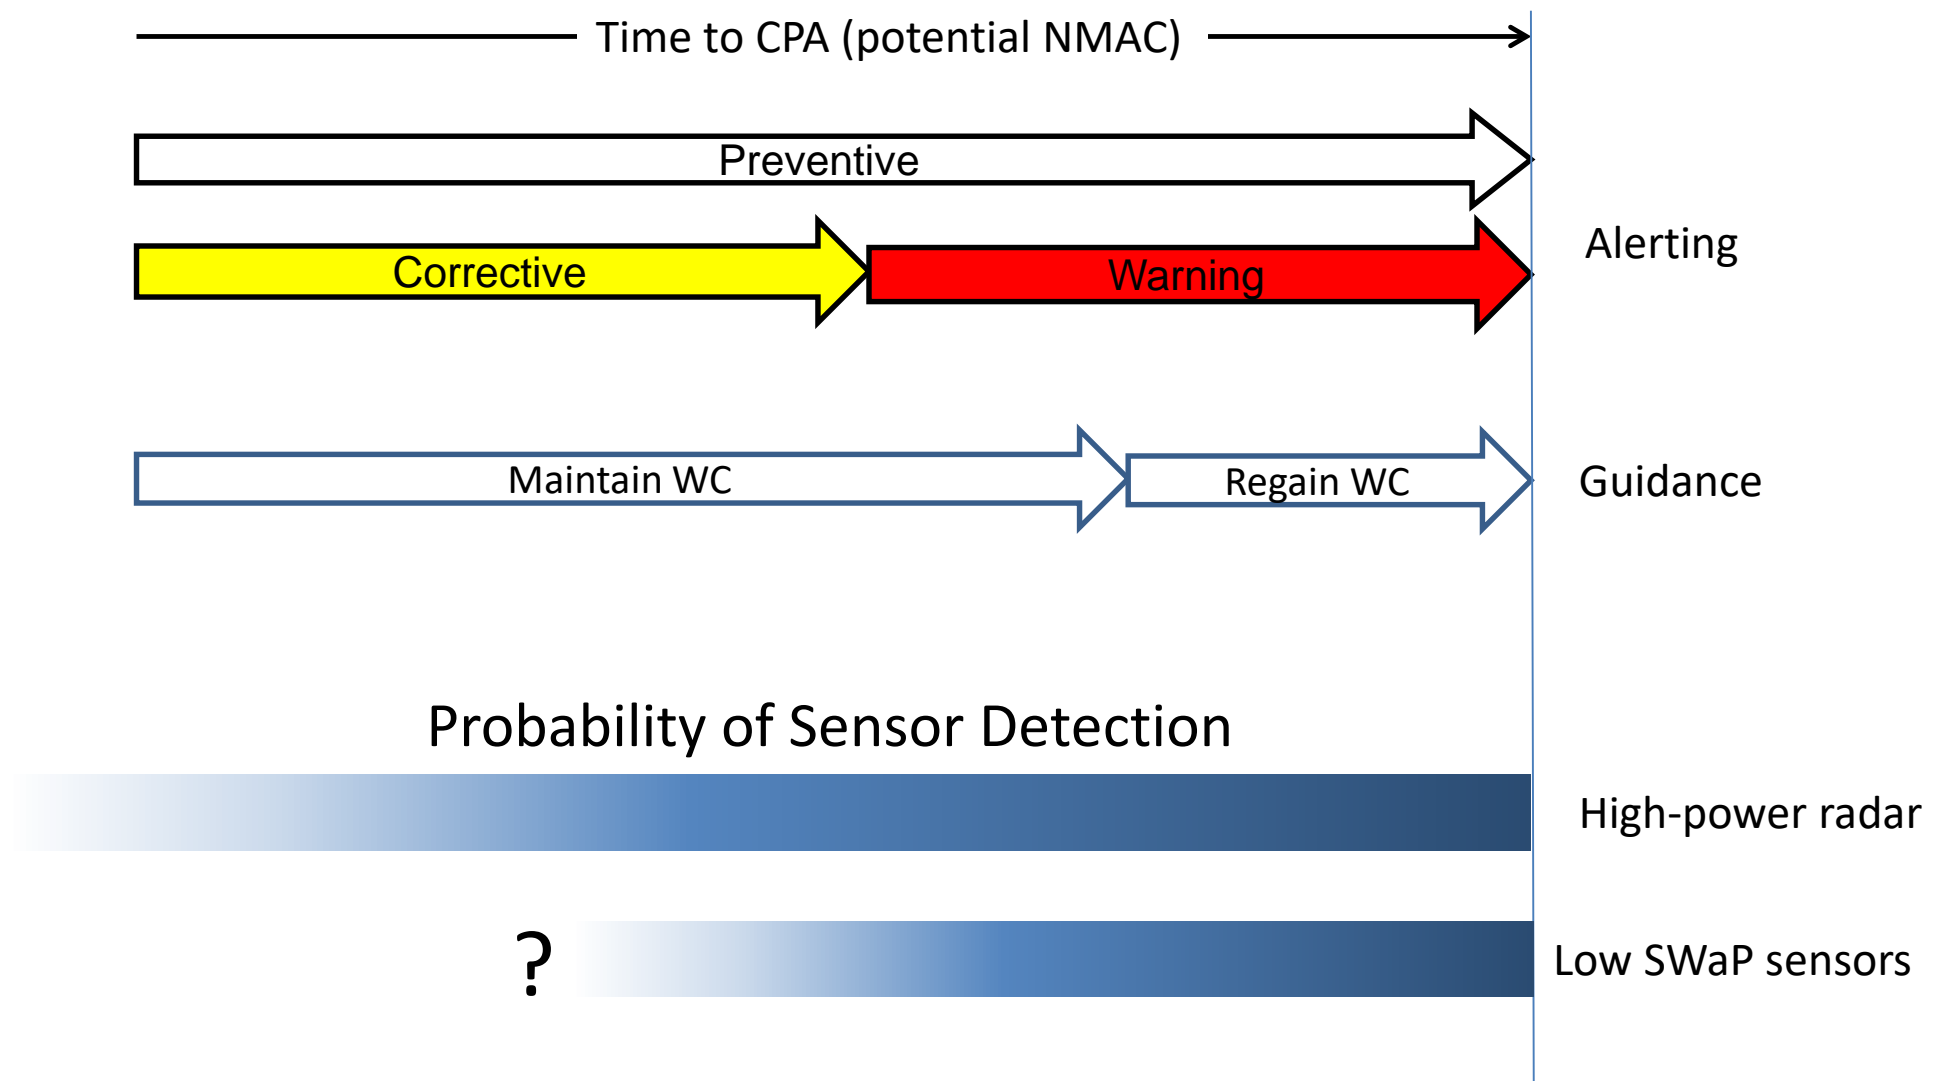 Time to CPA (potential NMAC)
Preventive
Alerting
Corrective
Warning
Maintain WC
Regain WC
Guidance
Probability of Sensor Detection
High-power radar
?
Low SWaP sensors